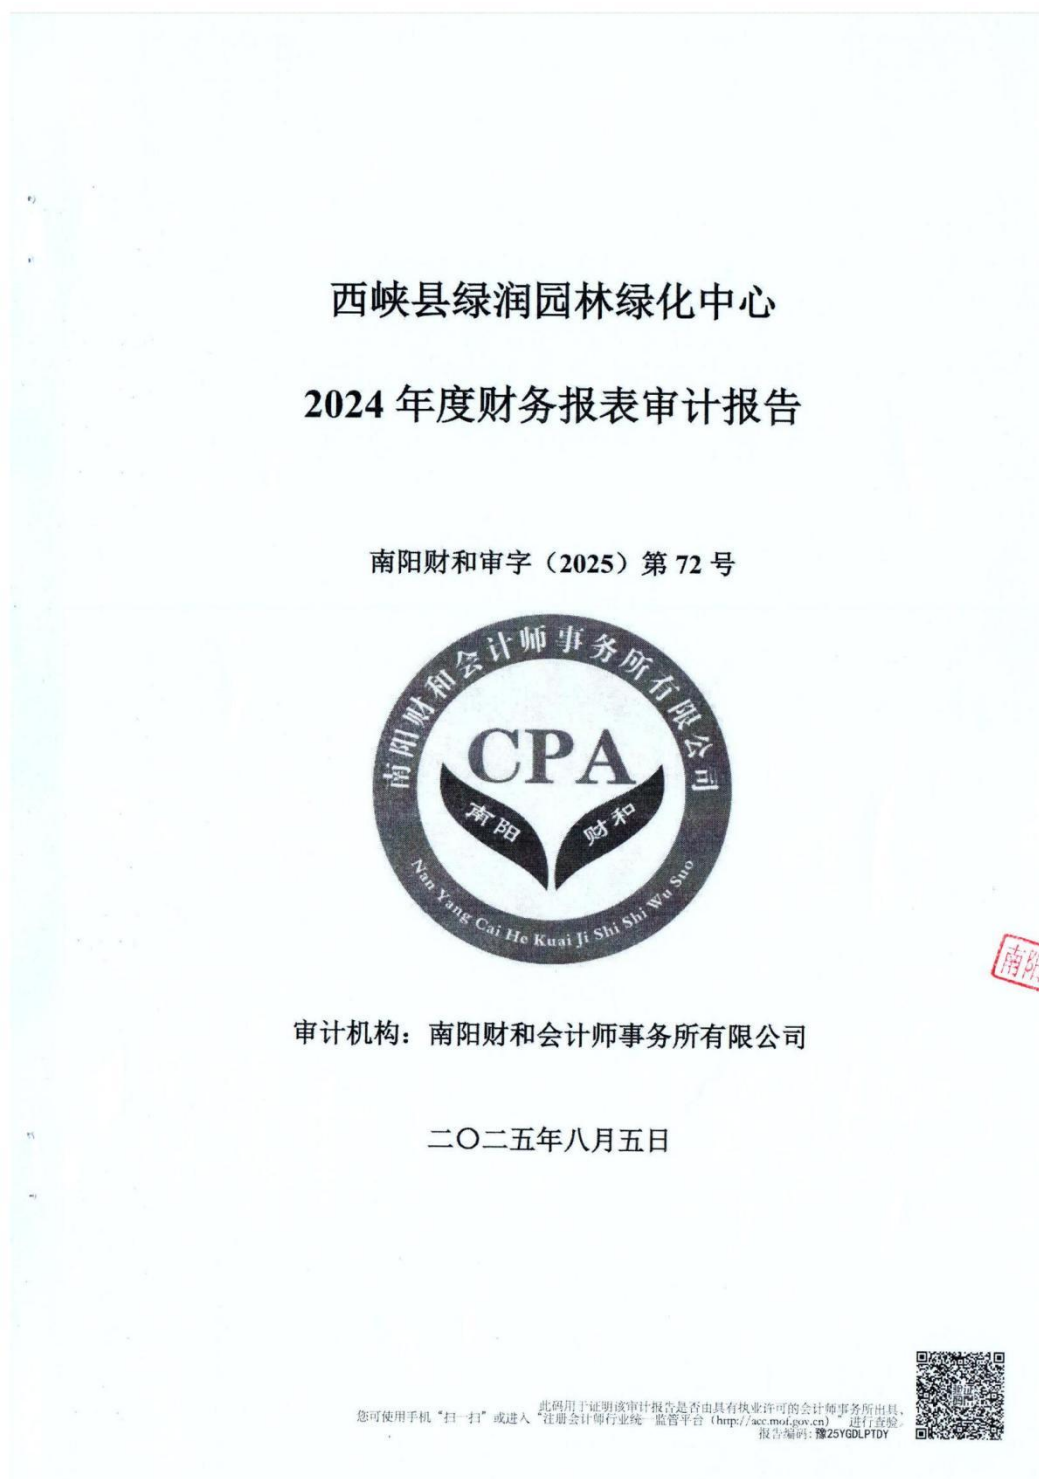 西峡县绿润园林绿化中心
2024 年度财务报表审计报告
南阳财和审字（2025）第 72 号
南阳财和会计师事务所有限公司
CPA
南阳 财和
Nan Yang Cai He Kuai Ji Shi Shi Wu Suo
南阳
审计机构：南阳财和会计师事务所有限公司
二〇二五年八月五日
此码用于证明该审计报告是否由具有执业许可的会计师事务所出具，
您可使用手机“扫一扫”或进入“注册会计师行业统一监管平台（http://acc.mof.gov.cn）”进行查验。
报告编码：豫25YGDLPTDY